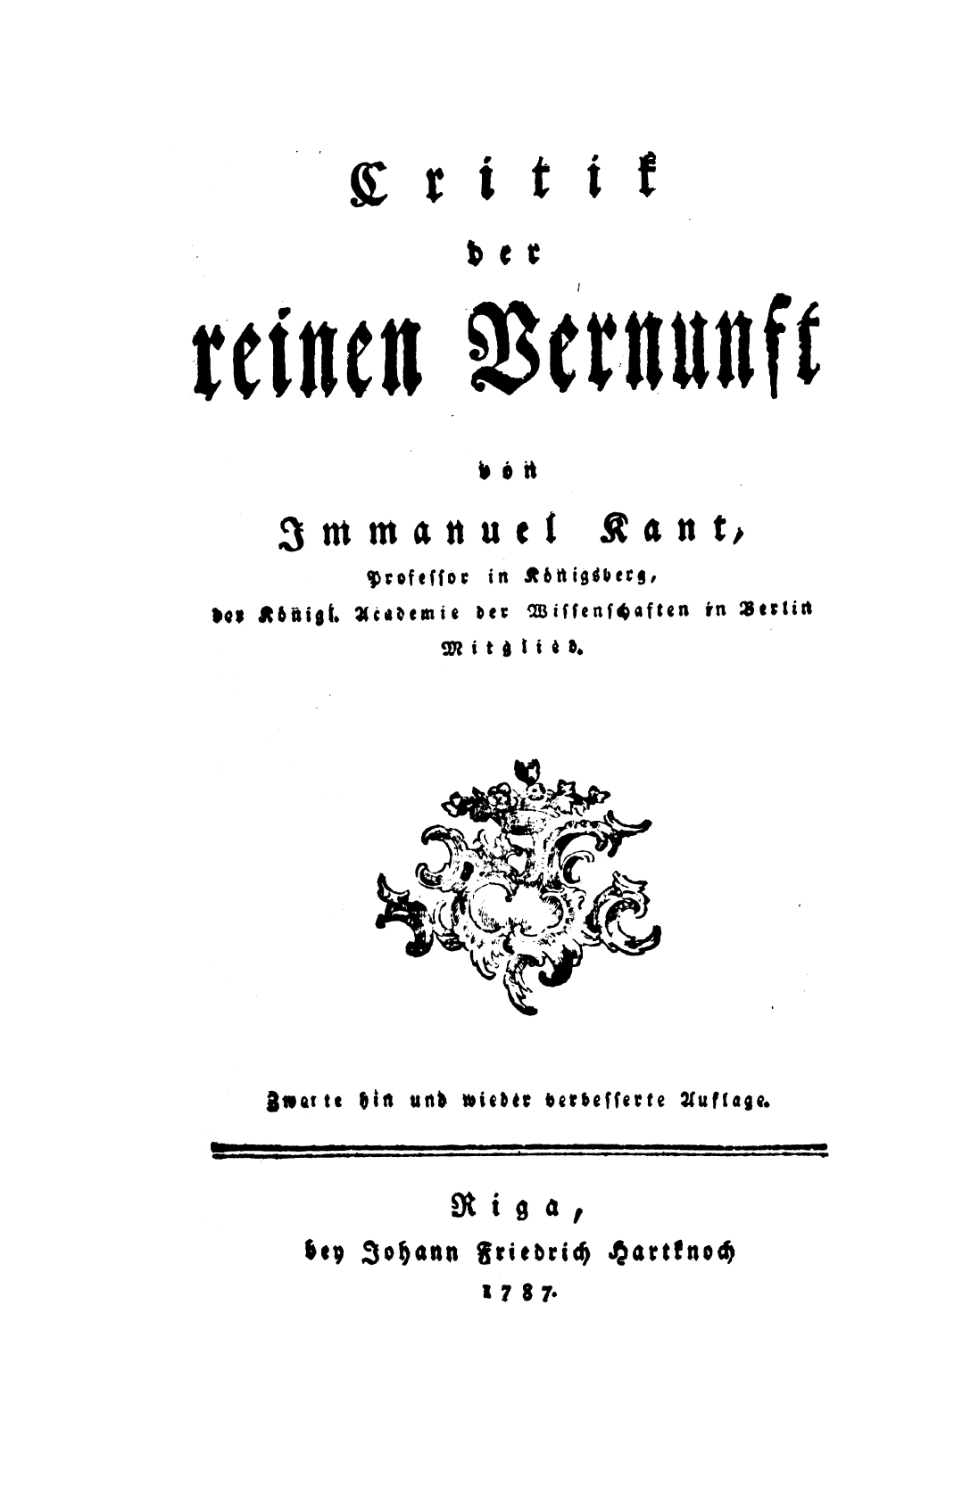 Critik
der
reinen Vernunft
von
Immanuel Kant,
Professor in Königsberg,
der Königl. Academie der Wissenschaften in Berlin
Mitglied.
Zweite hin und wieder verbesserte Auflage.
Riga,
bey Johann Friedrich Hartknoch
1787.